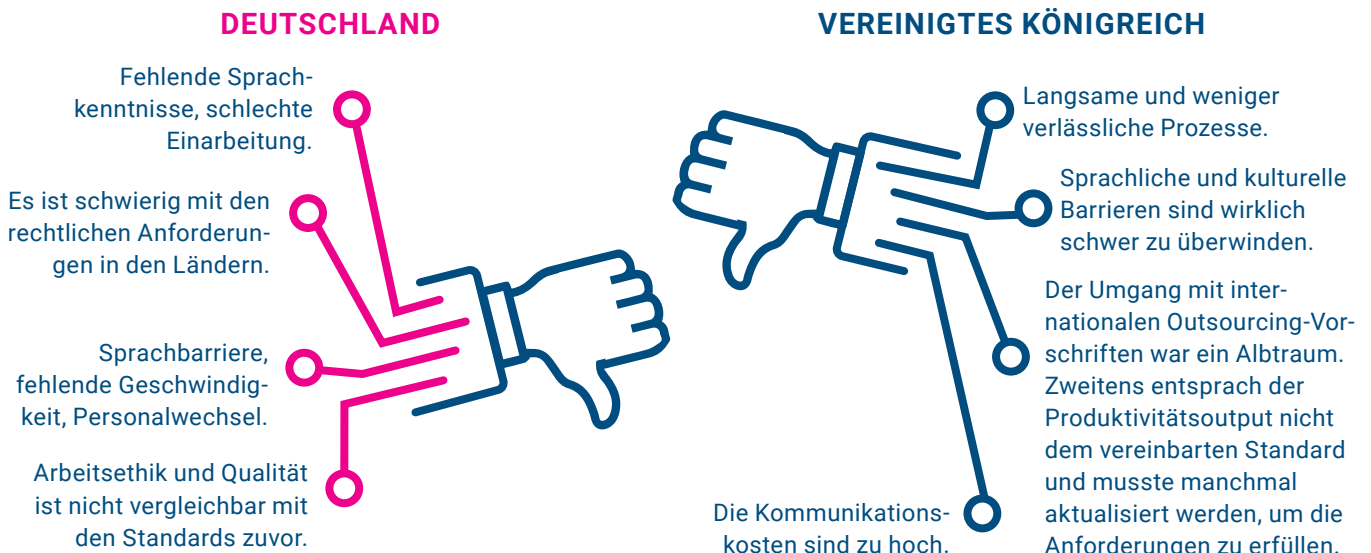 DEUTSCHLAND
Fehlende Sprach-
kenntnisse, schlechte
Einarbeitung.
Es ist schwierig mit den
rechtlichen Anforderun-
gen in den Ländern.
Sprachbarriere,
fehlende Geschwindig-
keit, Personalwechsel.
Arbeitsethik und Qualität
ist nicht vergleichbar mit
den Standards zuvor.
VEREINIGTES KÖNIGREICH
Langsame und weniger
verlässliche Prozesse.
Sprachliche und kulturelle
Barrieren sind wirklich
schwer zu überwinden.
Der Umgang mit inter-
nationalen Outsourcing-Vor-
schriften war ein Albtraum.
Zweitens entsprach der
Produktivitätsoutput nicht
dem vereinbarten Standard
und musste manchmal
aktualisiert werden, um die
Anforderungen zu erfüllen.
Die Kommunikations-
kosten sind zu hoch.